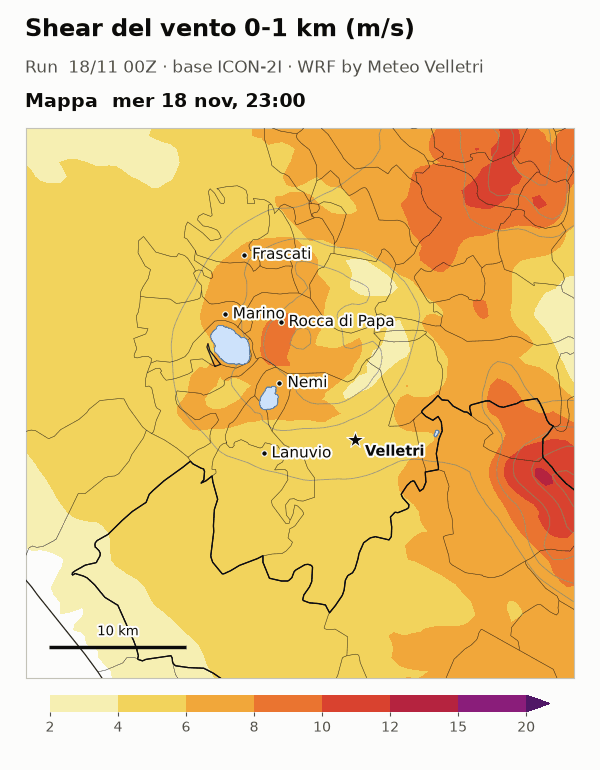 Shear del vento 0-1 km (m/s)
Run  18/11 00Z · base ICON-2I · WRF by Meteo Velletri
Mappa  mer 18 nov, 23:00
Frascati
Marino
Rocca di Papa
Nemi
Velletri
Lanuvio
10 km
2 4 6 8 10 12 15 20